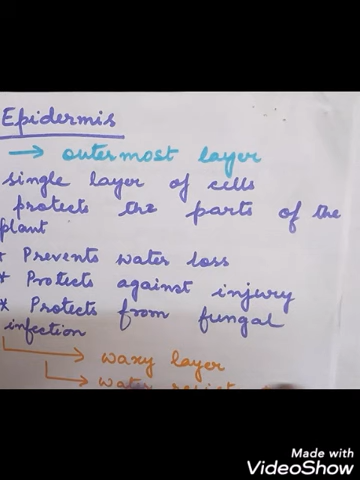 Epidermis
→ outermost layer
single layer of cells
protects the parts of the
plant
* Prevents water loss
* Protects against injury
* Protects from fungal
infection
→ waxy layer
→ water
Made with
VideoShow